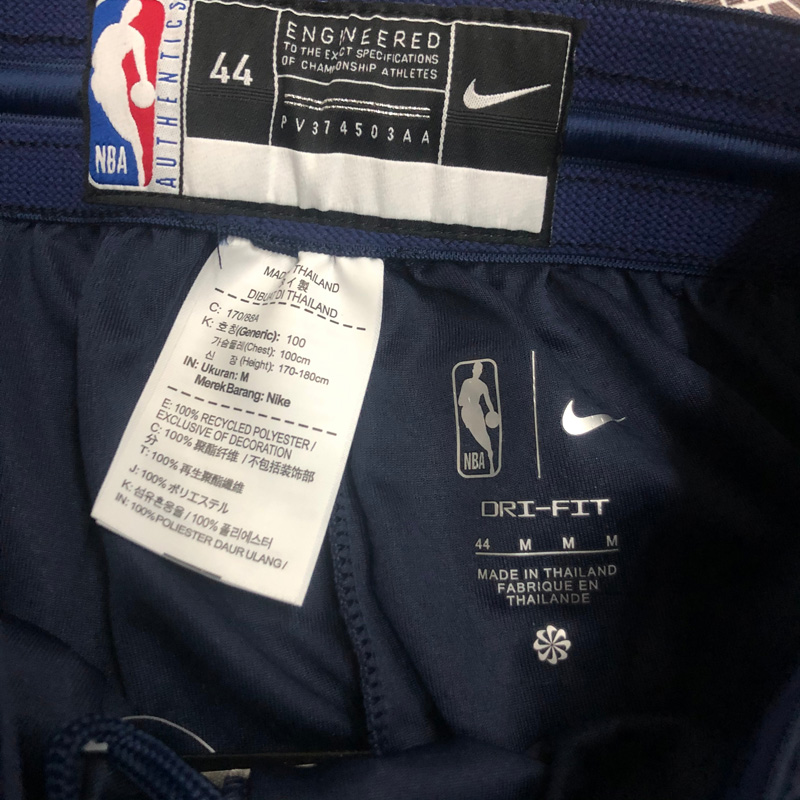 NBA
AUTHENTICS
44
ENGINEERED
TO THE EXACT SPECIFICATIONS
OF CHAMPIONSHIP ATHLETES
PV374503AA
THAILAND
タイ製
DIBUAT DI THAILAND
C: 170/88A
K: 호칭(Generic): 100
가슴둘레(Chest): 100cm
신 장(Height): 170-180cm
IN: Ukuran: M
Merek Barang: Nike
E: 100% RECYCLED POLYESTER /
EXCLUSIVE OF DECORATION
C: 100% 聚酯纤维 / 不包括装饰部
分
T: 100% 再生聚酯纖維
J: 100% ポリエステル
K: 섬유혼용율 / 100% 폴리에스터
IN: 100% POLIESTER DAUR ULANG /
NBA
DRI-FIT
44 M M M
MADE IN THAILAND
FABRIQUE EN
THAILANDE